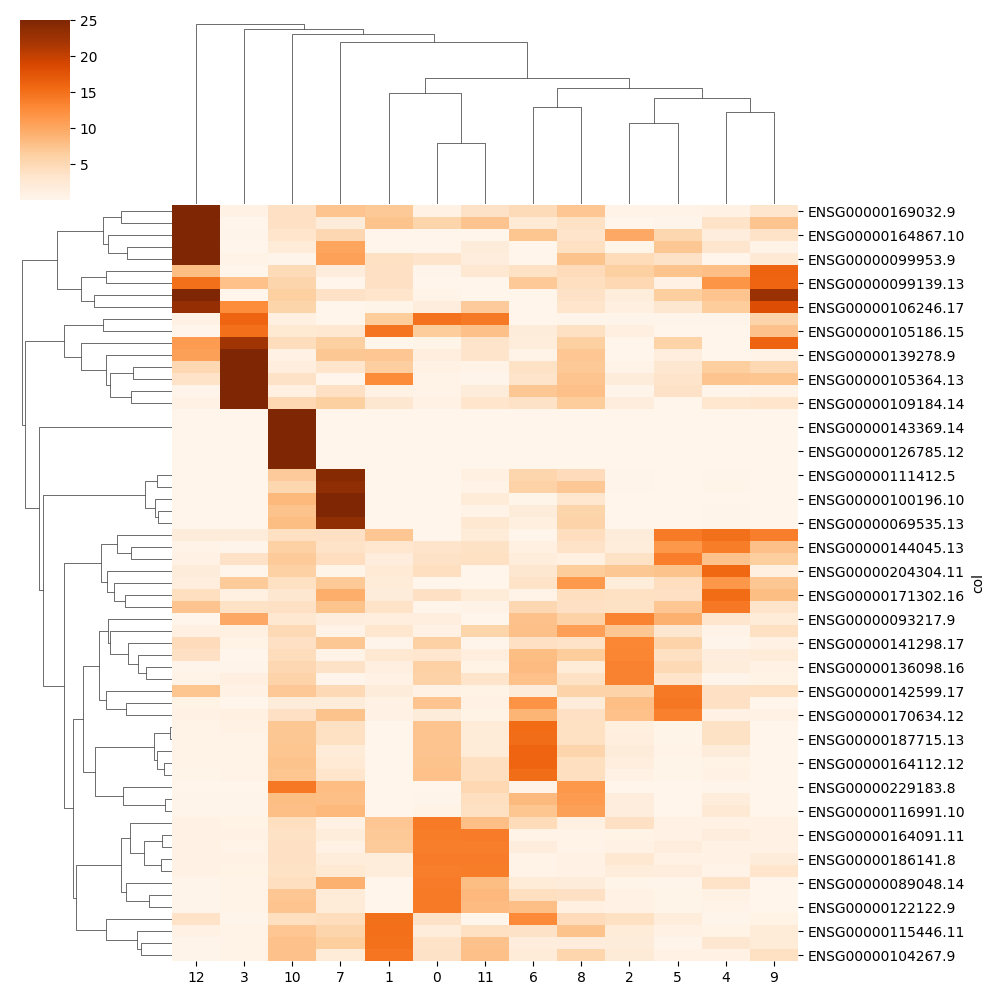 25
20
15
10
5
ENSG00000169032.9
ENSG00000164867.10
ENSG00000099953.9
ENSG00000099139.13
ENSG00000106246.17
ENSG00000105186.15
ENSG00000139278.9
ENSG00000105364.13
ENSG00000109184.14
ENSG00000143369.14
ENSG00000126785.12
ENSG00000111412.5
ENSG00000100196.10
ENSG00000069535.13
ENSG00000144045.13
ENSG00000204304.11
ENSG00000171302.16
ENSG00000093217.9
ENSG00000141298.17
ENSG00000136098.16
ENSG00000142599.17
ENSG00000170634.12
ENSG00000187715.13
ENSG00000164112.12
ENSG00000229183.8
ENSG00000116991.10
ENSG00000164091.11
ENSG00000186141.8
ENSG00000089048.14
ENSG00000122122.9
ENSG00000115446.11
ENSG00000104267.9
col
12 3 10 7 1 0 11 6 8 2 5 4 9